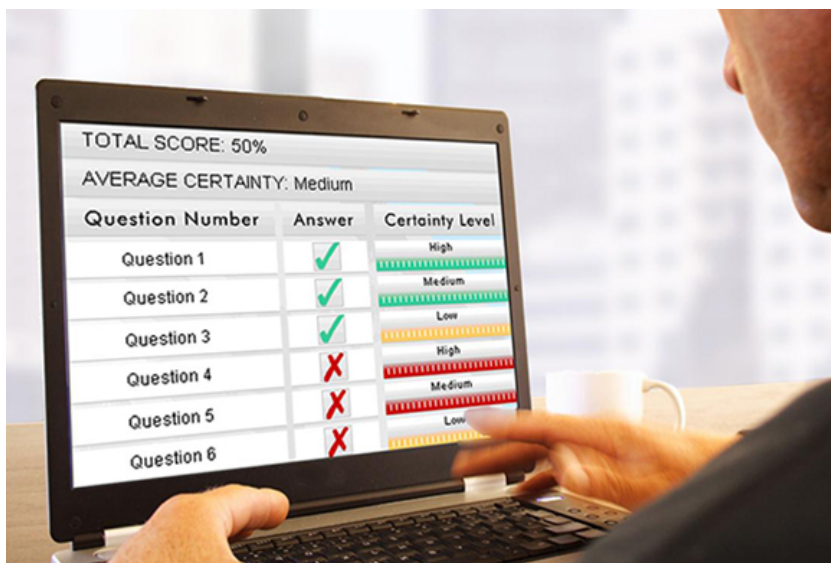 TOTAL SCORE: 50%
AVERAGE CERTAINTY: Medium
Question Number Answer Certainty Level
Question 1 High
Question 2 Medium
Question 3 Low
Question 4 High
Question 5 Medium
Question 6 Low